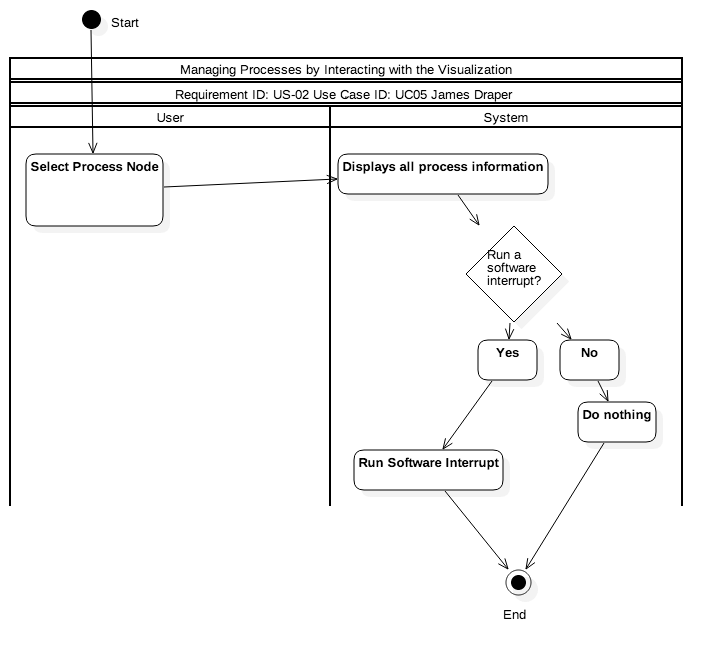 Start
Managing Processes by Interacting with the Visualization
Requirement ID: US-02 Use Case ID: UC05 James Draper
User
System
Select Process Node
Displays all process information
Run a
software
interrupt?
Yes
No
Do nothing
Run Software Interrupt
End